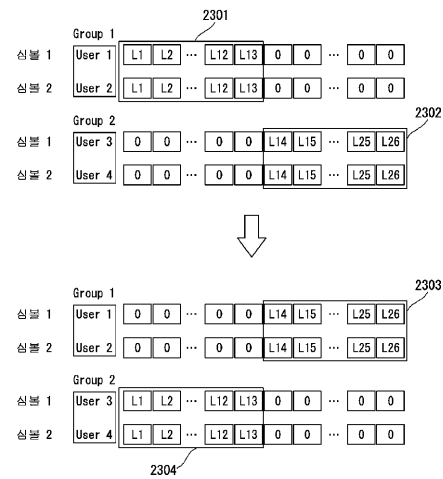 2301
Group 1
심볼 1 User 1 L1 L2 ... L12 L13 0 0 ... 0 0
심볼 2 User 2 L1 L2 ... L12 L13 0 0 ... 0 0
2302
Group 2
심볼 1 User 3 0 0 ... 0 0 L14 L15 ... L25 L26
심볼 2 User 4 0 0 ... 0 0 L14 L15 ... L25 L26
2303
Group 1
심볼 1 User 1 0 0 ... 0 0 L14 L15 ... L25 L26
심볼 2 User 2 0 0 ... 0 0 L14 L15 ... L25 L26
Group 2
심볼 1 User 3 L1 L2 ... L12 L13 0 0 ... 0 0
심볼 2 User 4 L1 L2 ... L12 L13 0 0 ... 0 0
2304